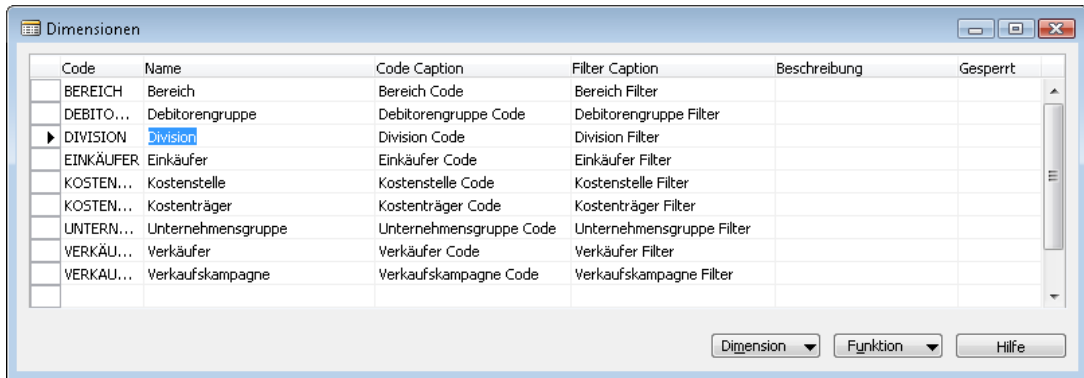 Dimensionen
Code Name Code Caption Filter Caption Beschreibung Gesperrt
BEREICH Bereich Bereich Code Bereich Filter
DEBITO... Debitorengruppe Debitorengruppe Code Debitorengruppe Filter
DIVISION Division Division Code Division Filter
EINKÄUFER Einkäufer Einkäufer Code Einkäufer Filter
KOSTEN... Kostenstelle Kostenstelle Code Kostenstelle Filter
KOSTEN... Kostenträger Kostenträger Code Kostenträger Filter
UNTERN... Unternehmensgruppe Unternehmensgruppe Code Unternehmensgruppe Filter
VERKÄU... Verkäufer Verkäufer Code Verkäufer Filter
VERKAU... Verkaufskampagne Verkaufskampagne Code Verkaufskampagne Filter
Dimension Funktion Hilfe